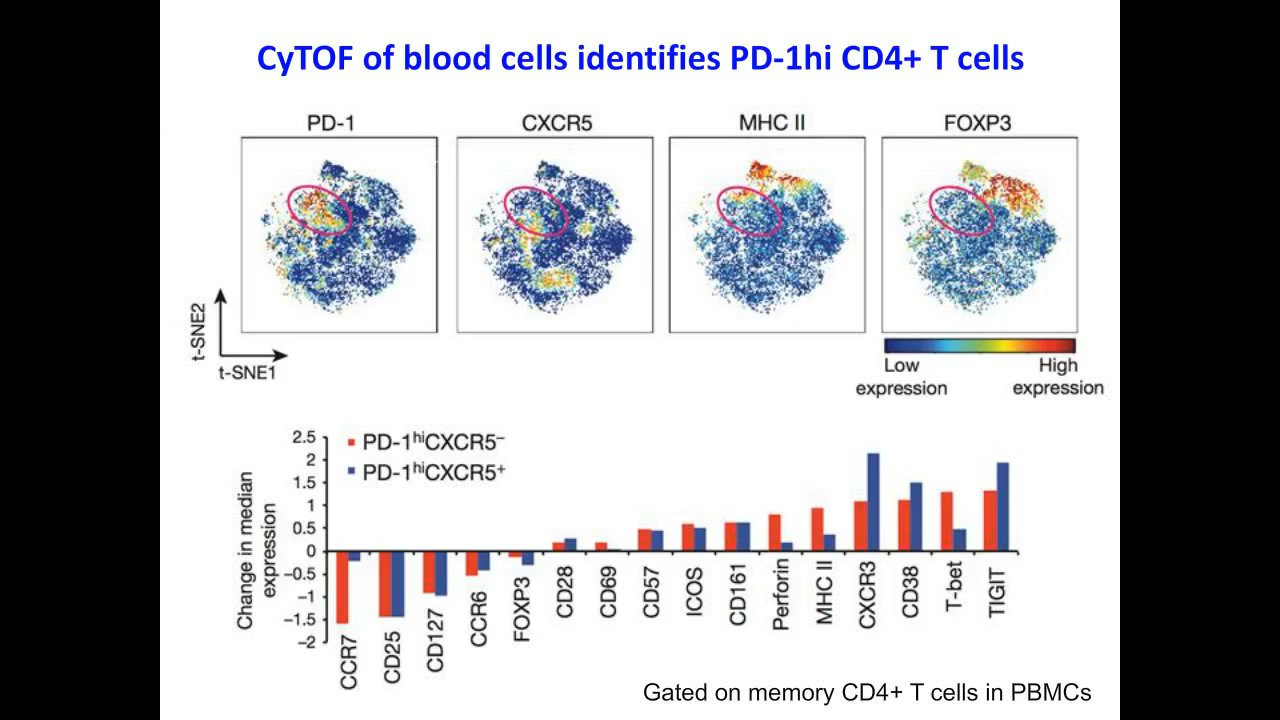 CyTOF of blood cells identifies PD-1hi CD4+ T cells
PD-1
CXCR5
MHC II
FOXP3
t-SNE2
t-SNE1
Low expression
High expression
Change in median expression
2.5
2
1.5
1
0.5
0
−0.5
−1
−1.5
−2
PD-1hiCXCR5−
PD-1hiCXCR5+
CCR7
CD25
CD127
CCR6
FOXP3
CD28
CD69
CD57
ICOS
CD161
Perforin
MHC II
CXCR3
CD38
T-bet
TIGIT
Gated on memory CD4+ T cells in PBMCs